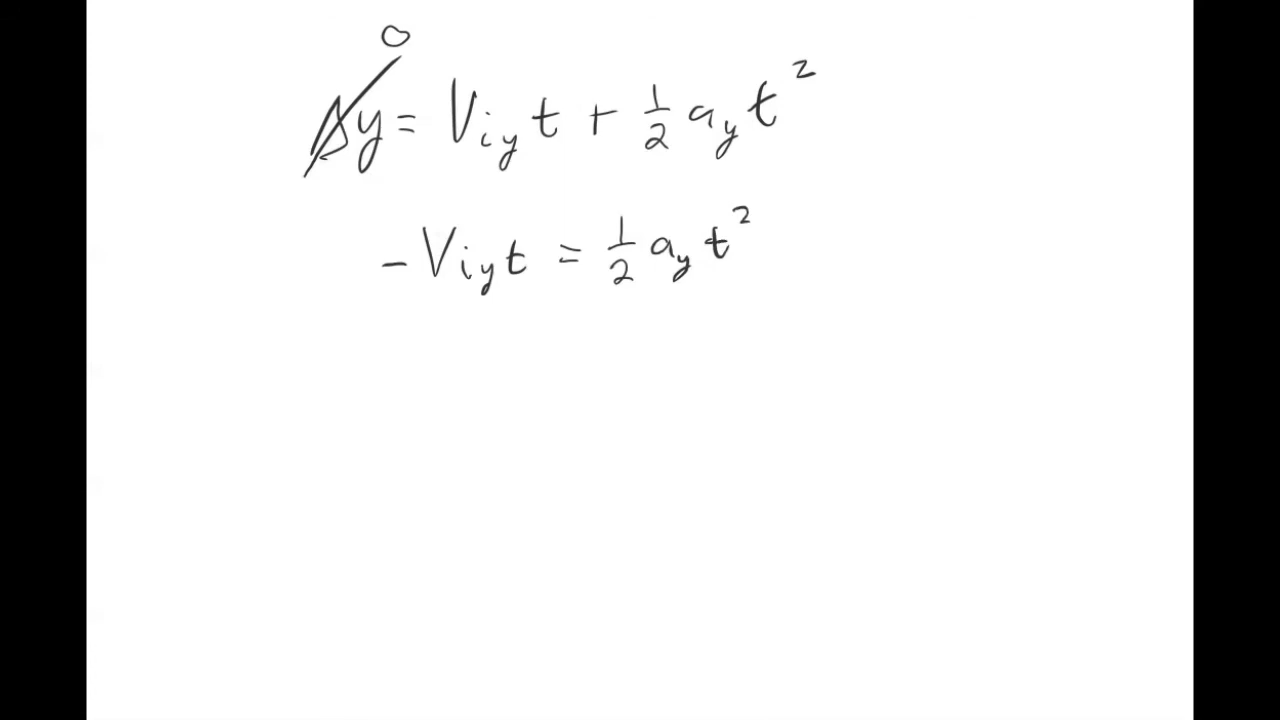 0
Δy = V_iy t + 1/2 a_y t²
- V_iy t = 1/2 a_y t²